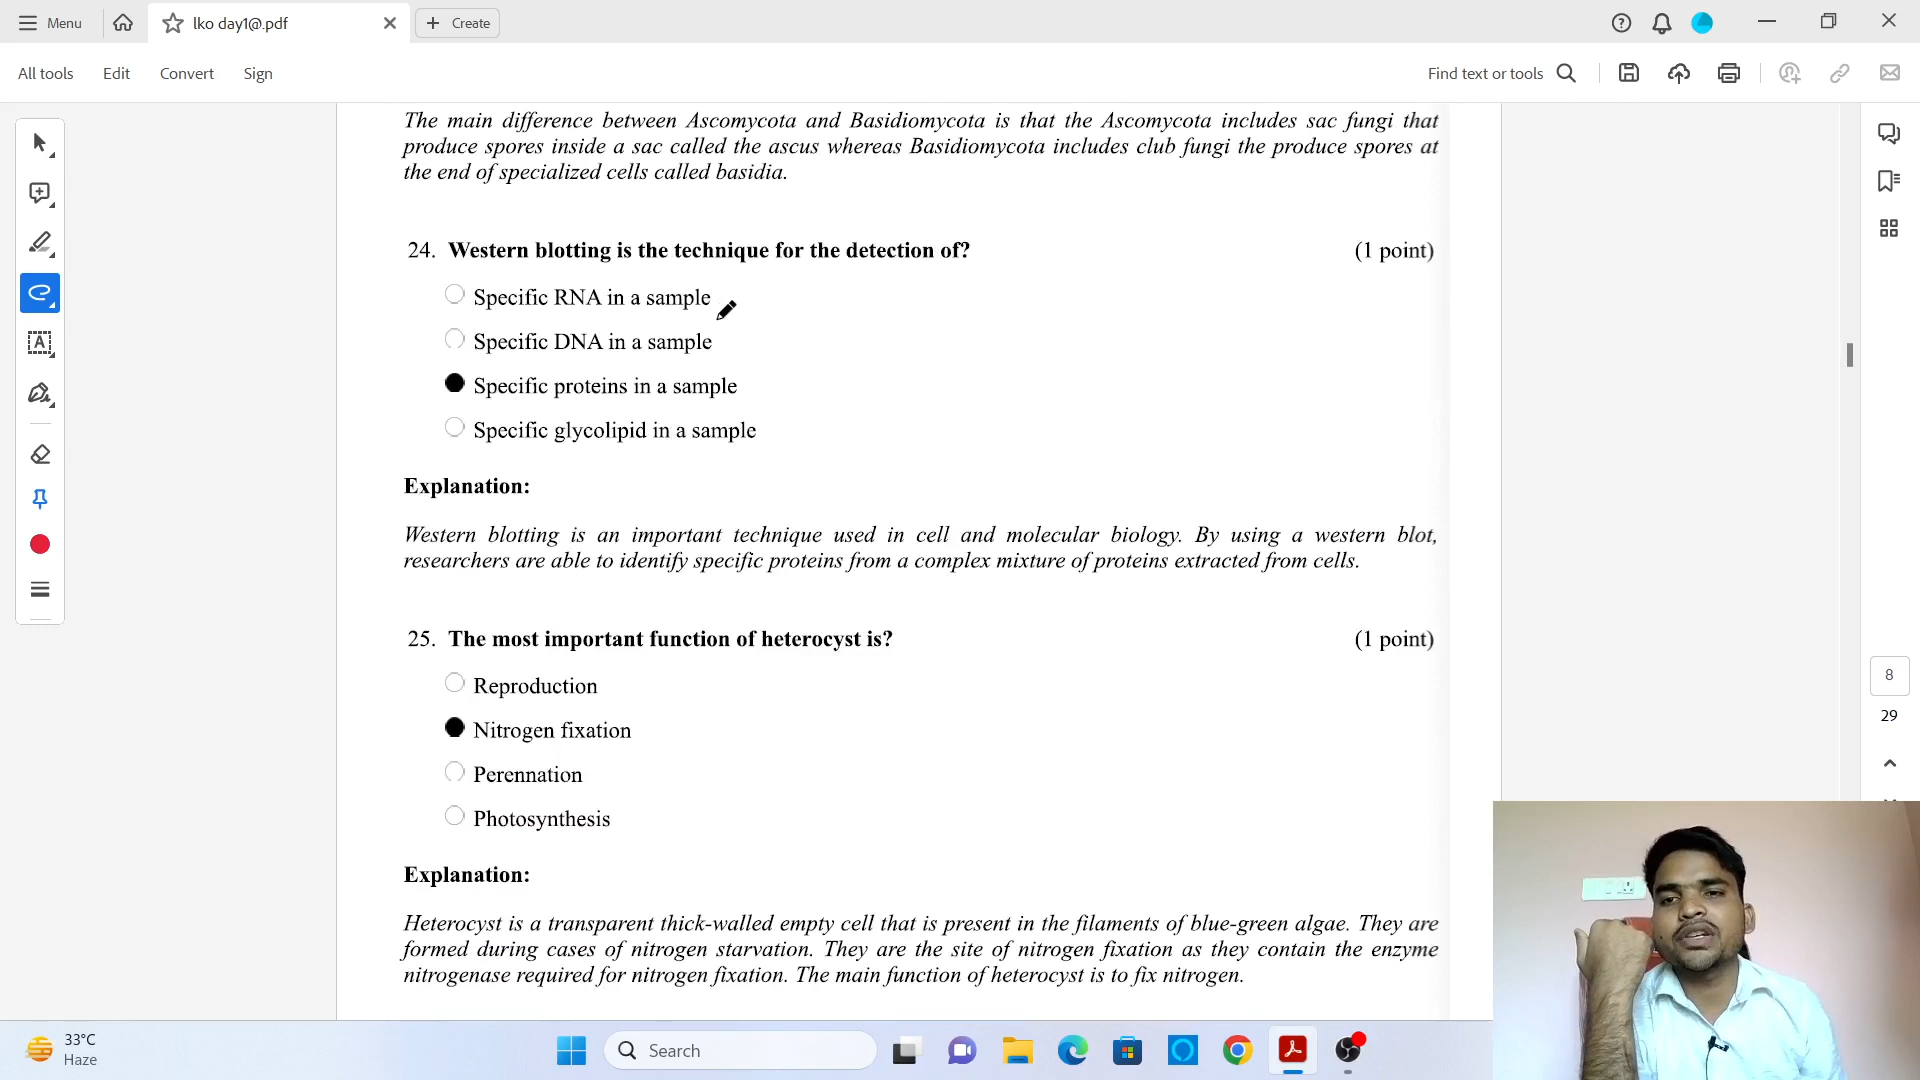 Menu
lko day1@.pdf
Create
All tools
Edit
Convert
Sign
Find text or tools
The main difference between Ascomycota and Basidiomycota is that the Ascomycota includes sac fungi that
produce spores inside a sac called the ascus whereas Basidiomycota includes club fungi the produce spores at
the end of specialized cells called basidia.
24. Western blotting is the technique for the detection of? (1 point)
Specific RNA in a sample
Specific DNA in a sample
Specific proteins in a sample
Specific glycolipid in a sample
Explanation:
Western blotting is an important technique used in cell and molecular biology. By using a western blot,
researchers are able to identify specific proteins from a complex mixture of proteins extracted from cells.
25. The most important function of heterocyst is? (1 point)
Reproduction
Nitrogen fixation
Perennation
Photosynthesis
Explanation:
Heterocyst is a transparent thick-walled empty cell that is present in the filaments of blue-green algae. They are
formed during cases of nitrogen starvation. They are the site of nitrogen fixation as they contain the enzyme
nitrogenase required for nitrogen fixation. The main function of heterocyst is to fix nitrogen.
8
29
33°C
Haze
Search